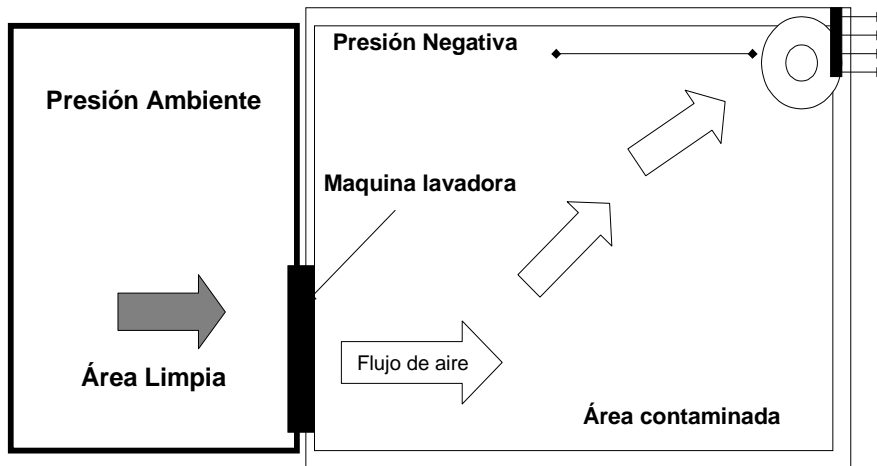 Presión Negativa
Presión Ambiente
Maquina lavadora
Flujo de aire
Área Limpia
Área contaminada